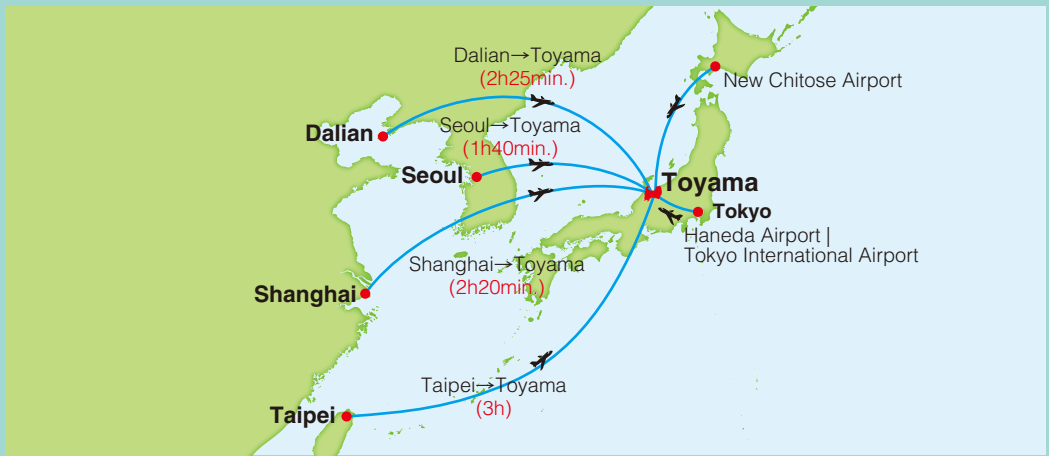 Dalian→Toyama
(2h25min.)
New Chitose Airport
Dalian
Seoul→Toyama
(1h40min.)
Seoul
Toyama
Tokyo
Haneda Airport |
Tokyo International Airport
Shanghai→Toyama
(2h20min.)
Shanghai
Taipei→Toyama
(3h)
Taipei